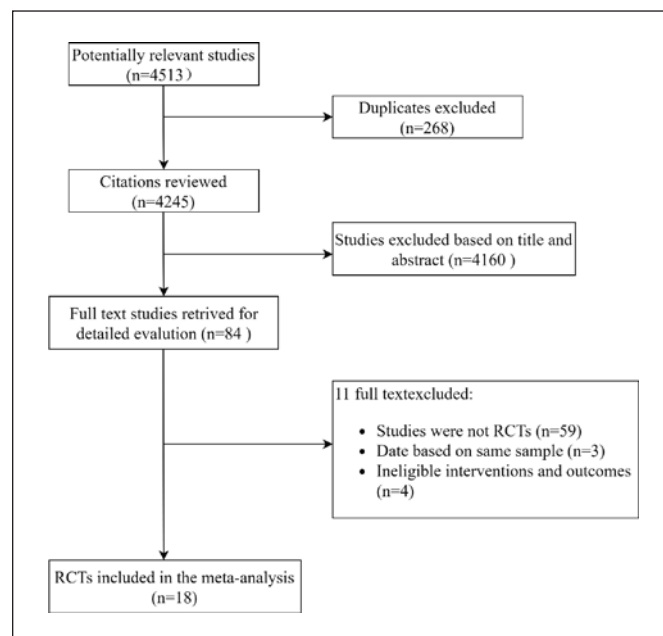 Potentially relevant studies
(n=4513)
Duplicates excluded
(n=268)
Citations reviewed
(n=4245)
Studies excluded based on title and
abstract (n=4160 )
Full text studies retrived for
detailed evalution (n=84 )
11 full textexcluded:
• Studies were not RCTs (n=59)
• Date based on same sample (n=3)
• Ineligible interventions and outcomes
(n=4)
RCTs included in the meta-analysis
(n=18)